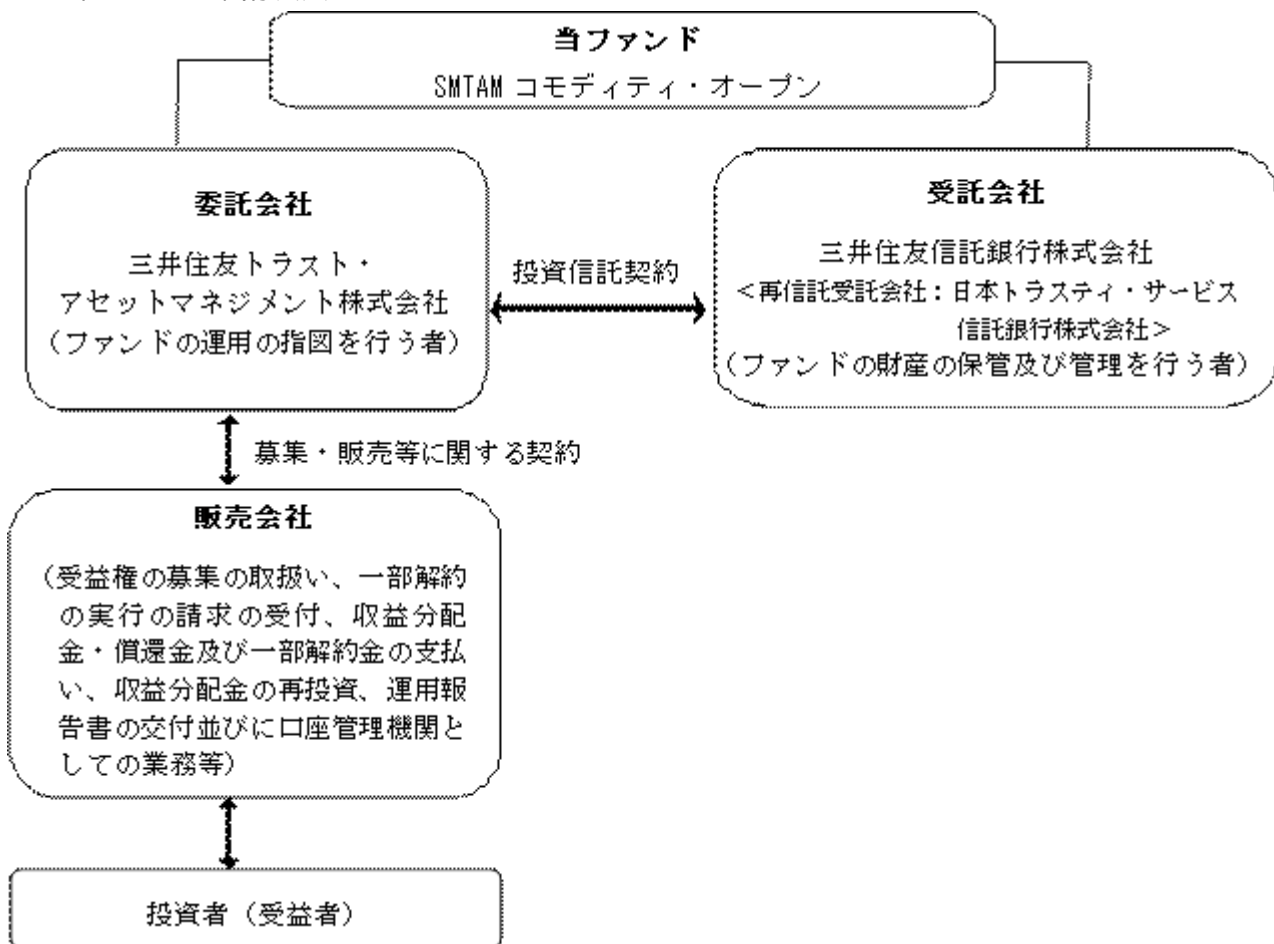 当ファンド
SMTAM コモディティ・オープン
委託会社
三井住友トラスト・
アセットマネジメント株式会社
（ファンドの運用の指図を行う者）
投資信託契約
受託会社
三井住友信託銀行株式会社
＜再信託受託会社：日本トラスティ・サービス
信託銀行株式会社＞
（ファンドの財産の保管及び管理を行う者）
募集・販売等に関する契約
販売会社
（受益権の募集の取扱い、一部解約
の実行の請求の受付、収益分配
金・償還金及び一部解約金の支払
い、収益分配金の再投資、運用報
告書の交付並びに口座管理機関と
しての業務等）
投資者（受益者）